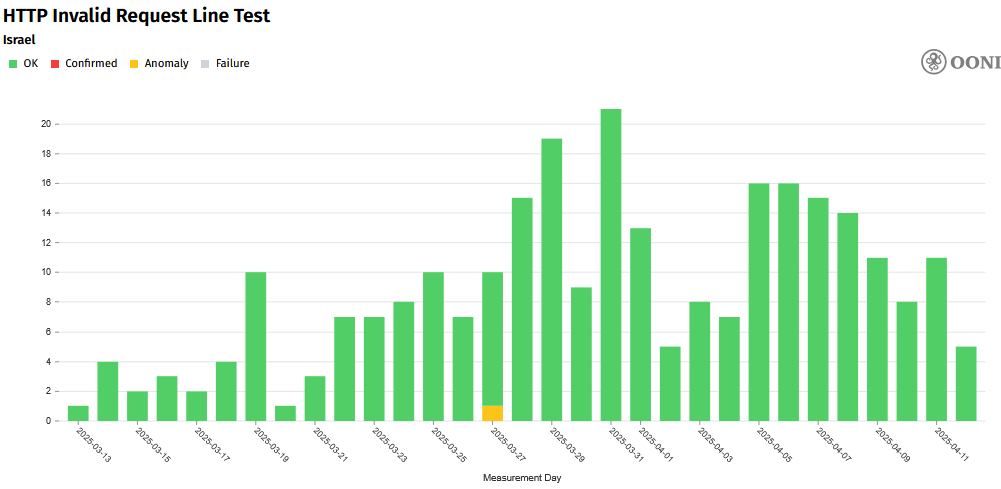 HTTP Invalid Request Line Test
Israel
OK Confirmed Anomaly Failure
OONI
20
18
16
14
12
10
8
6
4
2
0
2025-03-13 2025-03-15 2025-03-17 2025-03-19 2025-03-21 2025-03-23 2025-03-25 2025-03-27 2025-03-29 2025-03-31 2025-04-01 2025-04-03 2025-04-05 2025-04-07 2025-04-09 2025-04-11
Measurement Day